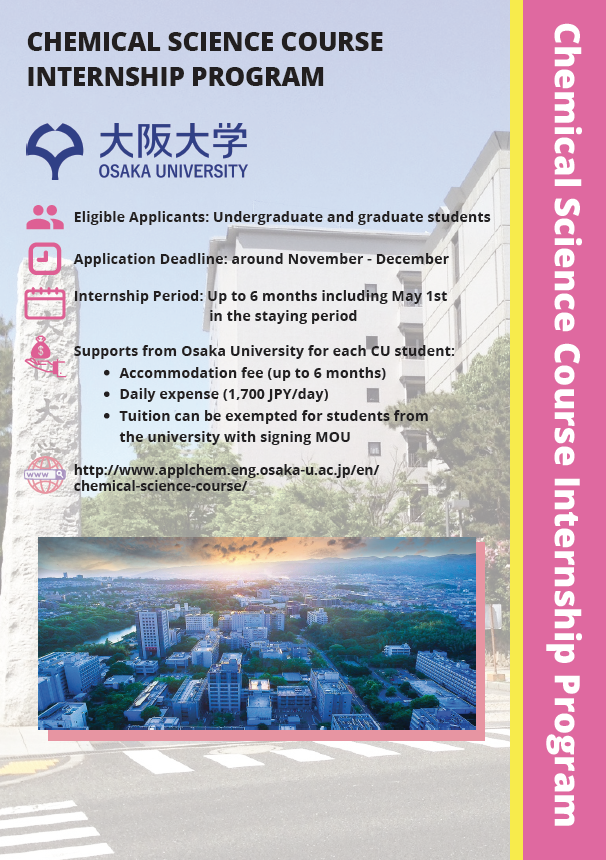 CHEMICAL SCIENCE COURSE
INTERNSHIP PROGRAM
大阪大学
OSAKA UNIVERSITY
Eligible Applicants: Undergraduate and graduate students
Application Deadline: around November - December
Internship Period: Up to 6 months including May 1st
in the staying period
Supports from Osaka University for each CU student:
• Accommodation fee (up to 6 months)
• Daily expense (1,700 JPY/day)
• Tuition can be exempted for students from
the university with signing MOU
www
http://www.applchem.eng.osaka-u.ac.jp/en/
chemical-science-course/
Chemical Science Course Internship Program